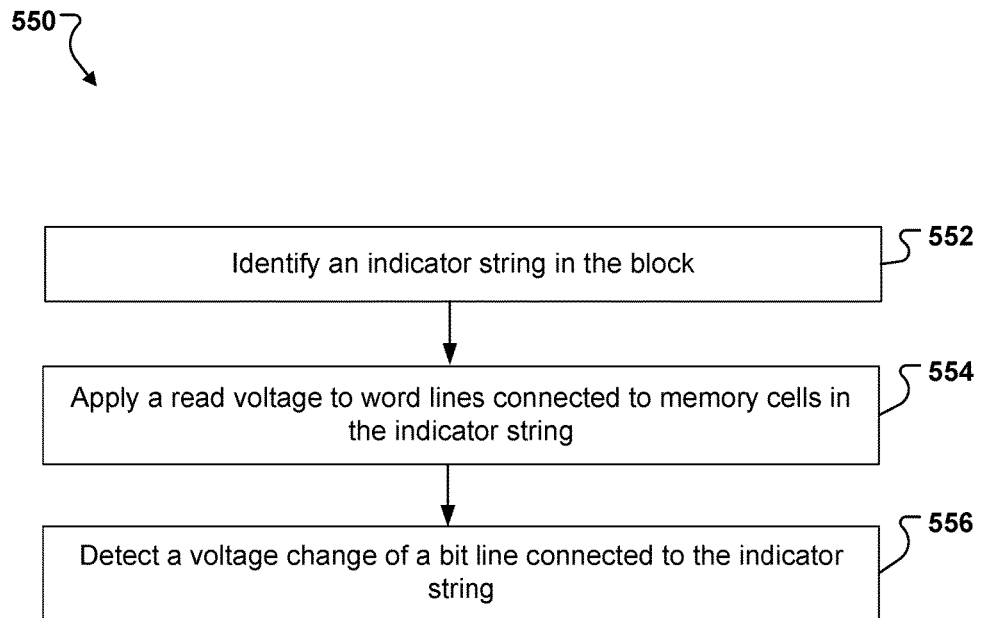 550
552
Identify an indicator string in the block
554
Apply a read voltage to word lines connected to memory cells in
the indicator string
556
Detect a voltage change of a bit line connected to the indicator
string